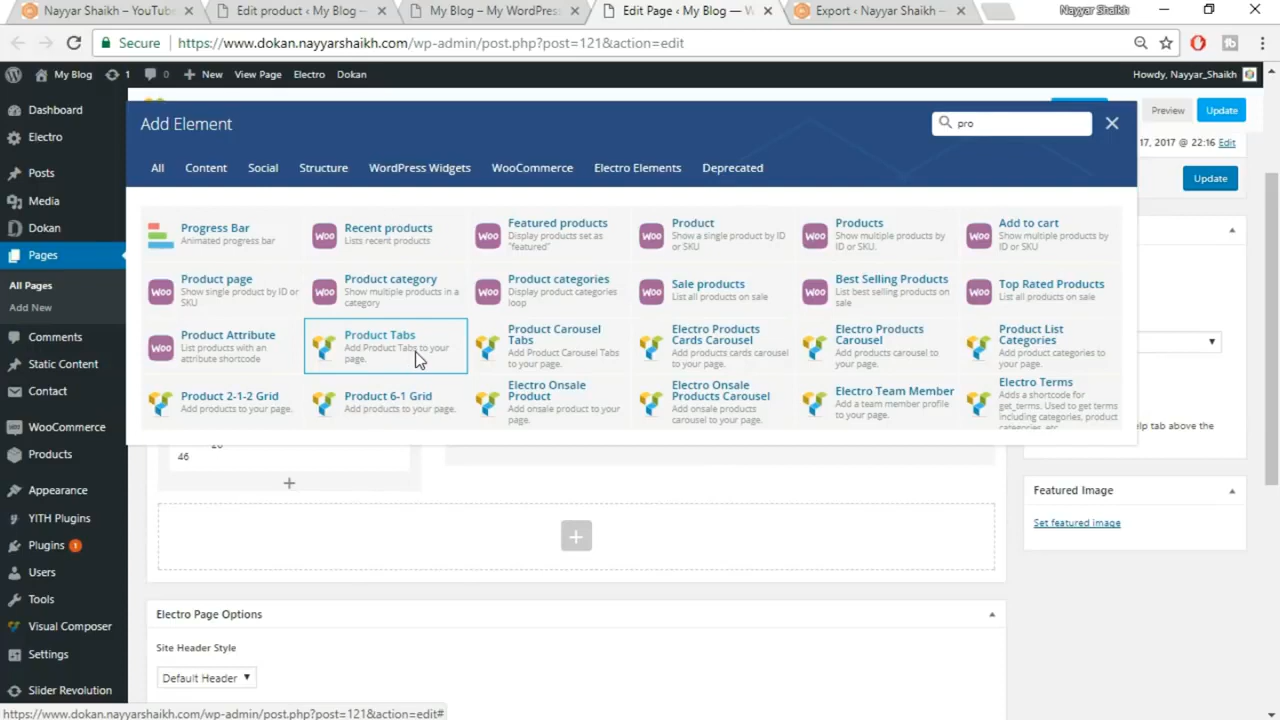 Nayyar Shaikh – YouTube
Edit product ‹ My Blog –
My Blog – My WordPress
Edit Page ‹ My Blog — W
Export ‹ Nayyar Shaikh —
Nayyar Shaikh
Secure
https://www.dokan.nayyarshaikh.com/wp-admin/post.php?post=121&action=edit
My Blog
1
0
New
View Page
Electro
Dokan
Howdy, Nayyar_Shaikh
Dashboard
Electro
Posts
Media
Dokan
Pages
All Pages
Add New
Comments
Static Content
Contact
WooCommerce
Products
Appearance
YITH Plugins
Plugins 1
Users
Tools
Visual Composer
Settings
Slider Revolution
Add Element
pro
All
Content
Social
Structure
WordPress Widgets
WooCommerce
Electro Elements
Deprecated
Preview
Update
17, 2017 @ 22:16 Edit
Update
Progress Bar
Animated progress bar
Woo
Recent products
Lists recent products
Woo
Featured products
Display products set as
"featured"
Woo
Product
Show a single product by ID
or SKU
Woo
Products
Show multiple products by
ID or SKU.
Woo
Add to cart
Show multiple products by
ID or SKU
Woo
Product page
Show single product by ID or
SKU
Woo
Product category
Show multiple products in a
category
Woo
Product categories
Display product categories
loop
Woo
Sale products
List all products on sale
Woo
Best Selling Products
List best selling products on
sale
Woo
Top Rated Products
List all products on sale
Woo
Product Attribute
List products with an
attribute shortcode
Product Tabs
Add Product Tabs to your
page.
Product Carousel
Tabs
Add Product Carousel Tabs
to your page.
Electro Products
Cards Carousel
Add products cards carousel
to your page.
Electro Products
Carousel
Add products carousel to
your page.
Product List
Categories
Add product categories to
your page.
Product 2-1-2 Grid
Add products to your page.
Product 6-1 Grid
Add products to your page.
Electro Onsale
Product
Add onsale product to your
page.
Electro Onsale
Products Carousel
Add onsale products
carousel to your page.
Electro Team Member
Add a team member profile
to your page.
Electro Terms
Adds a shortcode for
get_terms. Used to get terms
including categories, product
categories, etc.
46
lp tab above the
Featured Image
Set featured image
Electro Page Options
Site Header Style
Default Header
https://www.dokan.nayyarshaikh.com/wp-admin/post.php?post=121&action=edit#